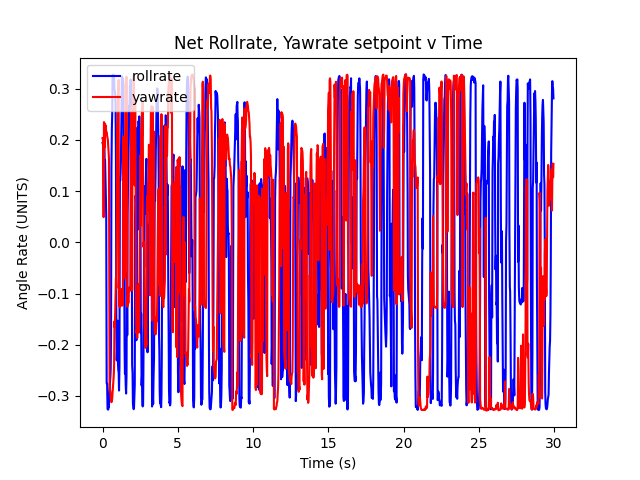 Net Rollrate, Yawrate setpoint v Time
rollrate
yawrate
Angle Rate (UNITS)
0.3
0.2
0.1
0.0
−0.1
−0.2
−0.3
0 5 10 15 20 25 30
Time (s)